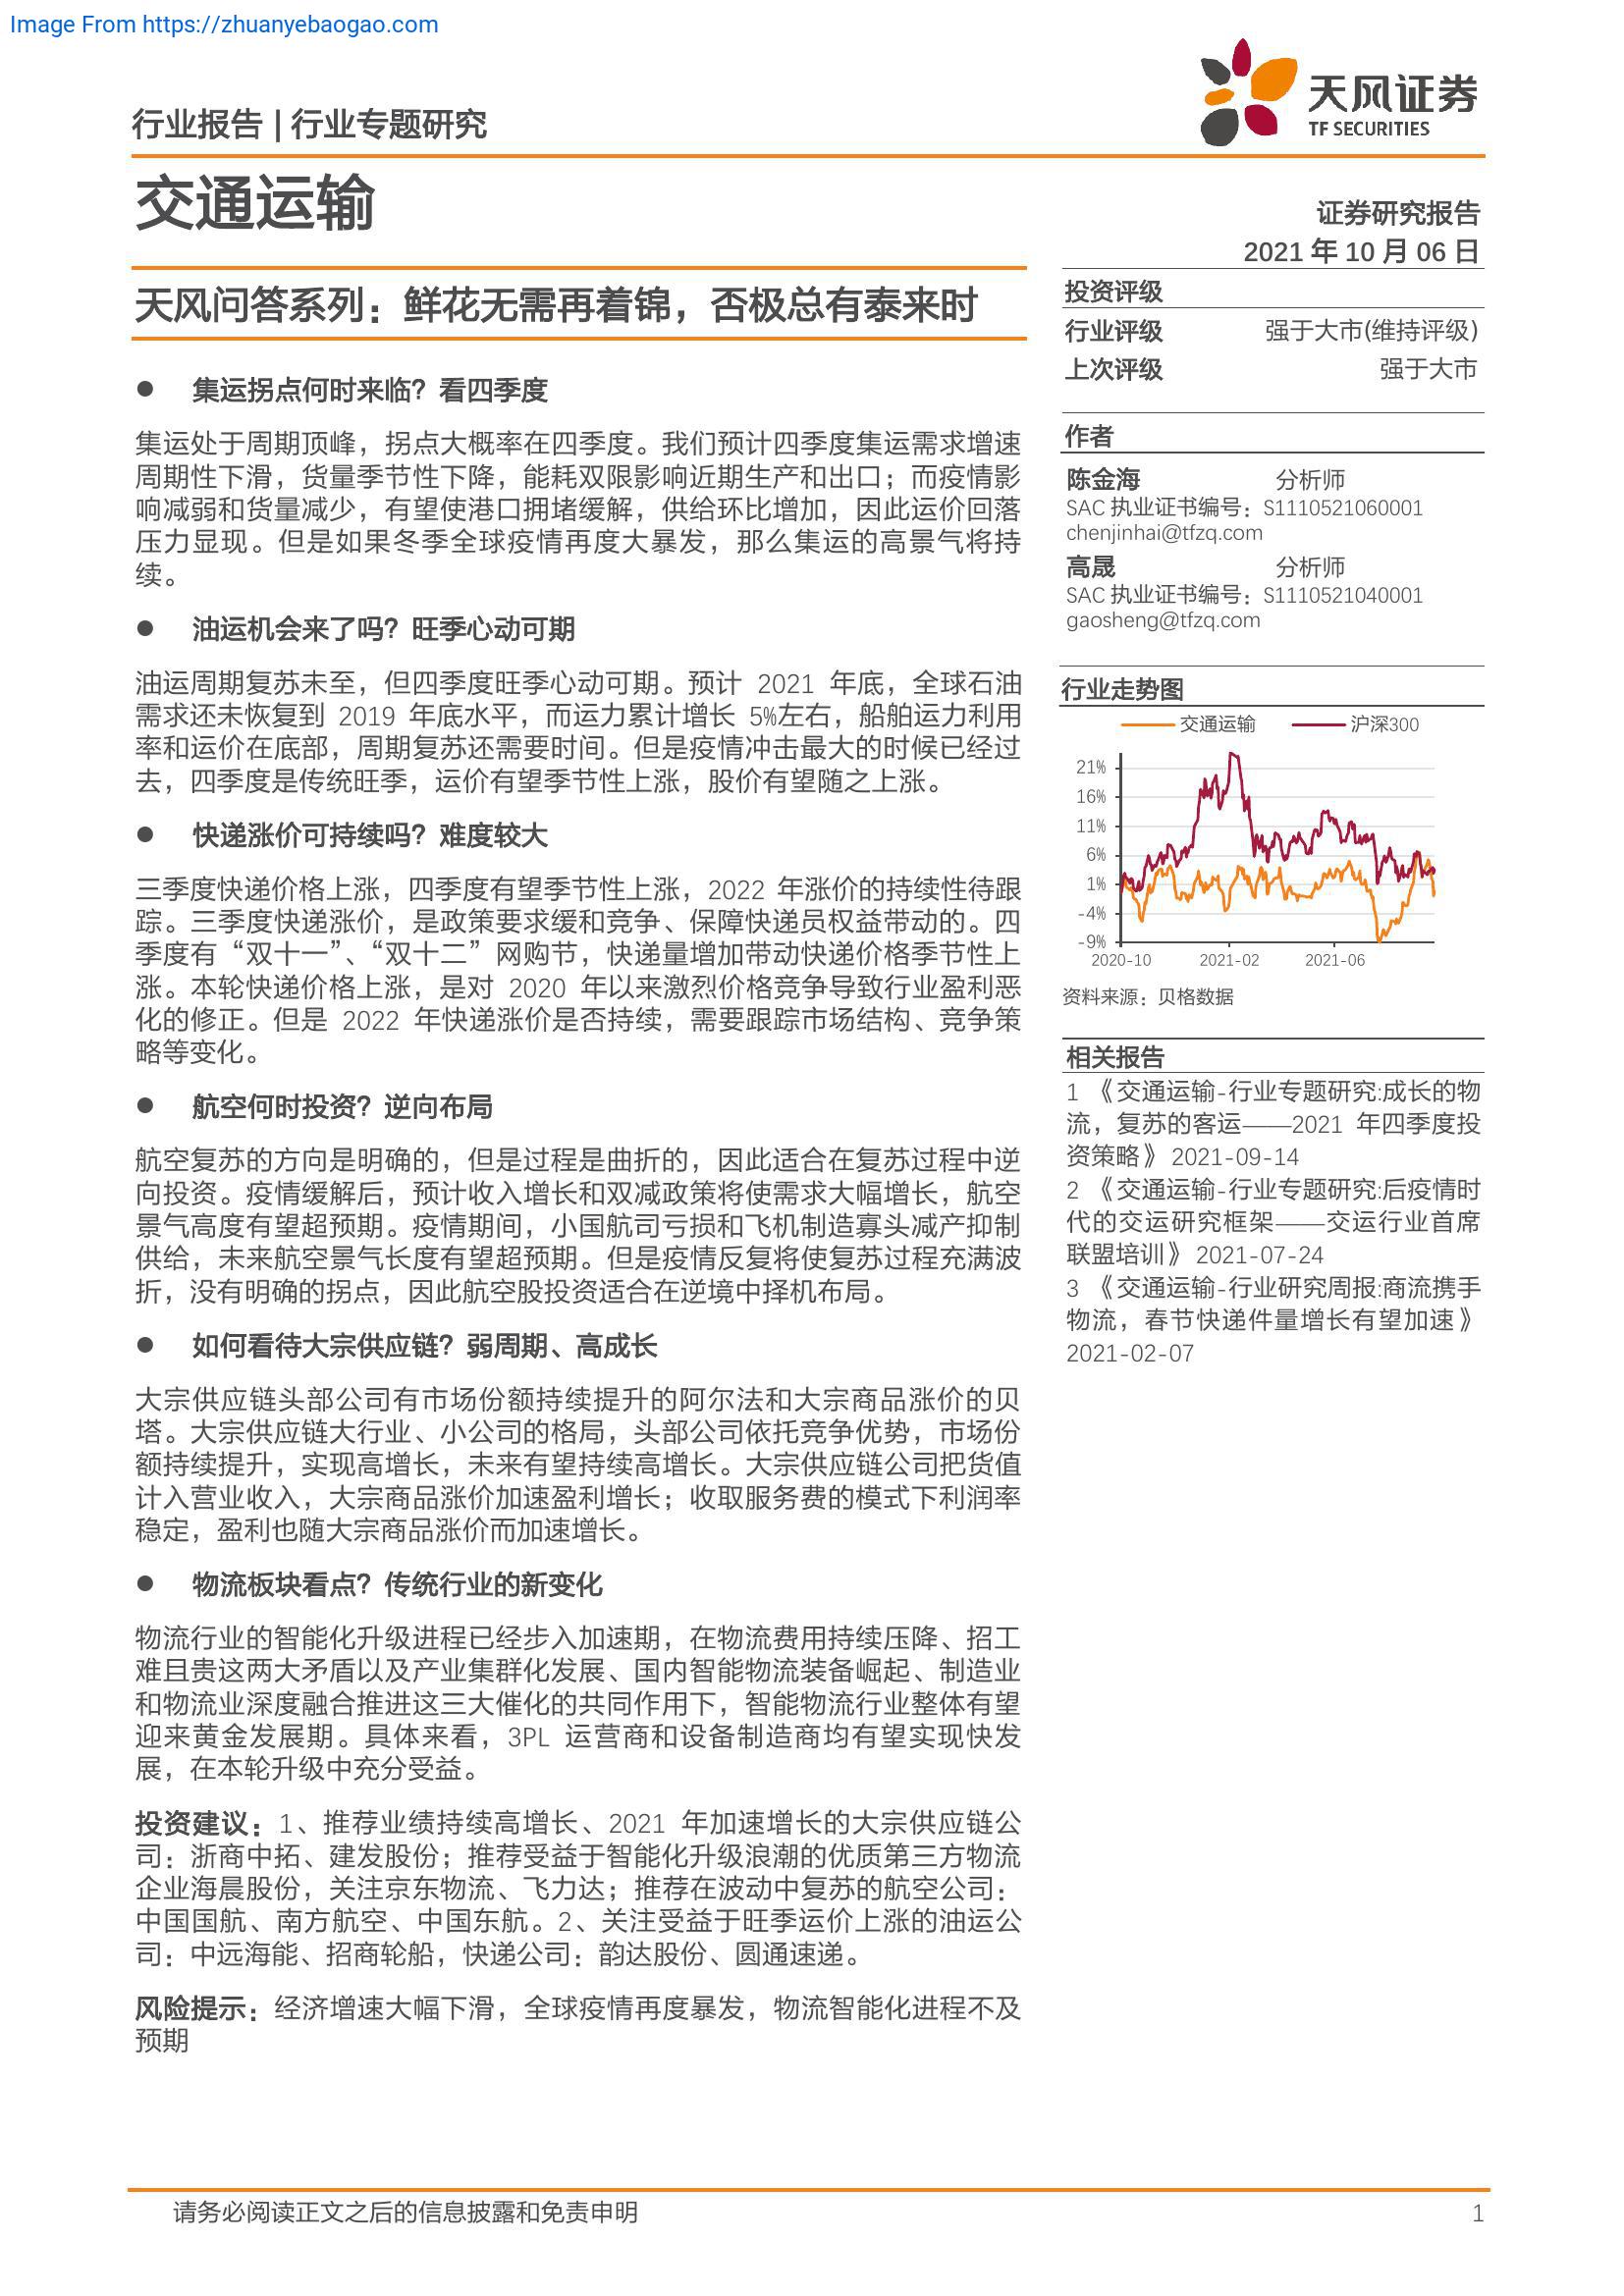 Image From https://zhuanyebaogao.com
行业报告 | 行业专题研究
天风证券
TF SECURITIES
交通运输
证券研究报告
2021 年 10 月 06 日
天风问答系列：鲜花无需再着锦，否极总有泰来时
● 集运拐点何时来临？看四季度
集运处于周期顶峰，拐点大概率在四季度。我们预计四季度集运需求增速
周期性下滑，货量季节性下降，能耗双限影响近期生产和出口；而疫情影
响减弱和货量减少，有望使港口拥堵缓解，供给环比增加，因此运价回落
压力显现。但是如果冬季全球疫情再度大暴发，那么集运的高景气将持
续。
● 油运机会来了吗？旺季心动可期
油运周期复苏未至，但四季度旺季心动可期。预计 2021 年底，全球石油
需求还未恢复到 2019 年底水平，而运力累计增长 5%左右，船舶运力利用
率和运价在底部，周期复苏还需要时间。但是疫情冲击最大的时候已经过
去，四季度是传统旺季，运价有望季节性上涨，股价有望随之上涨。
● 快递涨价可持续吗？难度较大
三季度快递价格上涨，四季度有望季节性上涨，2022 年涨价的持续性待跟
踪。三季度快递涨价，是政策要求缓和竞争、保障快递员权益带动的。四
季度有“双十一”、“双十二”网购节，快递量增加带动快递价格季节性上
涨。本轮快递价格上涨，是对 2020 年以来激烈价格竞争导致行业盈利恶
化的修正。但是 2022 年快递涨价是否持续，需要跟踪市场结构、竞争策
略等变化。
● 航空何时投资？逆向布局
航空复苏的方向是明确的，但是过程是曲折的，因此适合在复苏过程中逆
向投资。疫情缓解后，预计收入增长和双减政策将使需求大幅增长，航空
景气高度有望超预期。疫情期间，小国航司亏损和飞机制造寡头减产抑制
供给，未来航空景气长度有望超预期。但是疫情反复将使复苏过程充满波
折，没有明确的拐点，因此航空股投资适合在逆境中择机布局。
● 如何看待大宗供应链？弱周期、高成长
大宗供应链头部公司有市场份额持续提升的阿尔法和大宗商品涨价的贝
塔。大宗供应链大行业、小公司的格局，头部公司依托竞争优势，市场份
额持续提升，实现高增长，未来有望持续高增长。大宗供应链公司把货值
计入营业收入，大宗商品涨价加速盈利增长；收取服务费的模式下利润率
稳定，盈利也随大宗商品涨价而加速增长。
● 物流板块看点？传统行业的新变化
物流行业的智能化升级进程已经步入加速期，在物流费用持续压降、招工
难且贵这两大矛盾以及产业集群化发展、国内智能物流装备崛起、制造业
和物流业深度融合推进这三大催化的共同作用下，智能物流行业整体有望
迎来黄金发展期。具体来看，3PL 运营商和设备制造商均有望实现快发
展，在本轮升级中充分受益。
投资建议：1、推荐业绩持续高增长、2021 年加速增长的大宗供应链公
司：浙商中拓、建发股份；推荐受益于智能化升级浪潮的优质第三方物流
企业海晨股份，关注京东物流、飞力达；推荐在波动中复苏的航空公司：
中国国航、南方航空、中国东航。2、关注受益于旺季运价上涨的油运公
司：中远海能、招商轮船，快递公司：韵达股份、圆通速递。
风险提示：经济增速大幅下滑，全球疫情再度暴发，物流智能化进程不及
预期
投资评级
行业评级 强于大市(维持评级)
上次评级 强于大市
作者
陈金海 分析师
SAC 执业证书编号：S1110521060001
chenjinhai@tfzq.com
高晟 分析师
SAC 执业证书编号：S1110521040001
gaosheng@tfzq.com
行业走势图
交通运输 沪深300
21%
16%
11%
6%
1%
-4%
-9%
2020-10 2021-02 2021-06
资料来源：贝格数据
相关报告
1 《交通运输-行业专题研究:成长的物
流，复苏的客运——2021 年四季度投
资策略》 2021-09-14
2 《交通运输-行业专题研究:后疫情时
代的交运研究框架——交运行业首席
联盟培训》 2021-07-24
3 《交通运输-行业研究周报:商流携手
物流，春节快递件量增长有望加速》
2021-02-07
请务必阅读正文之后的信息披露和免责申明
1